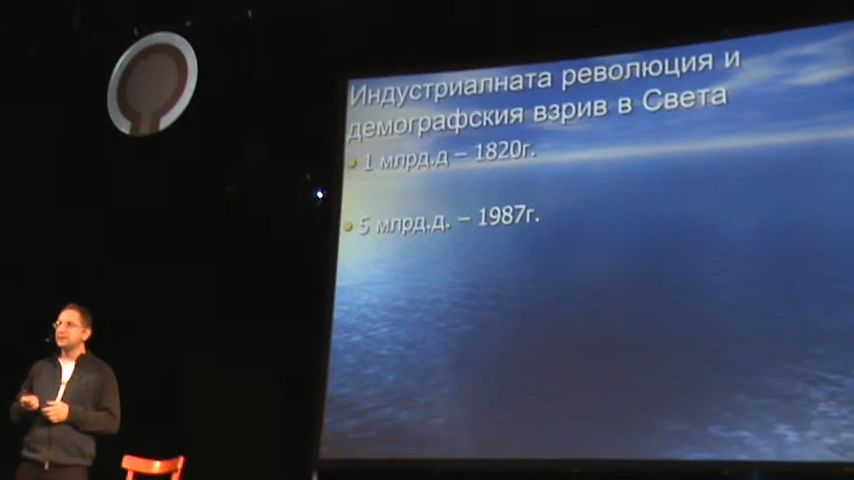 Индустриалната революция и
демографския взрив в Света
1 млрд.д – 1820г.
5 млрд.д. – 1987г.